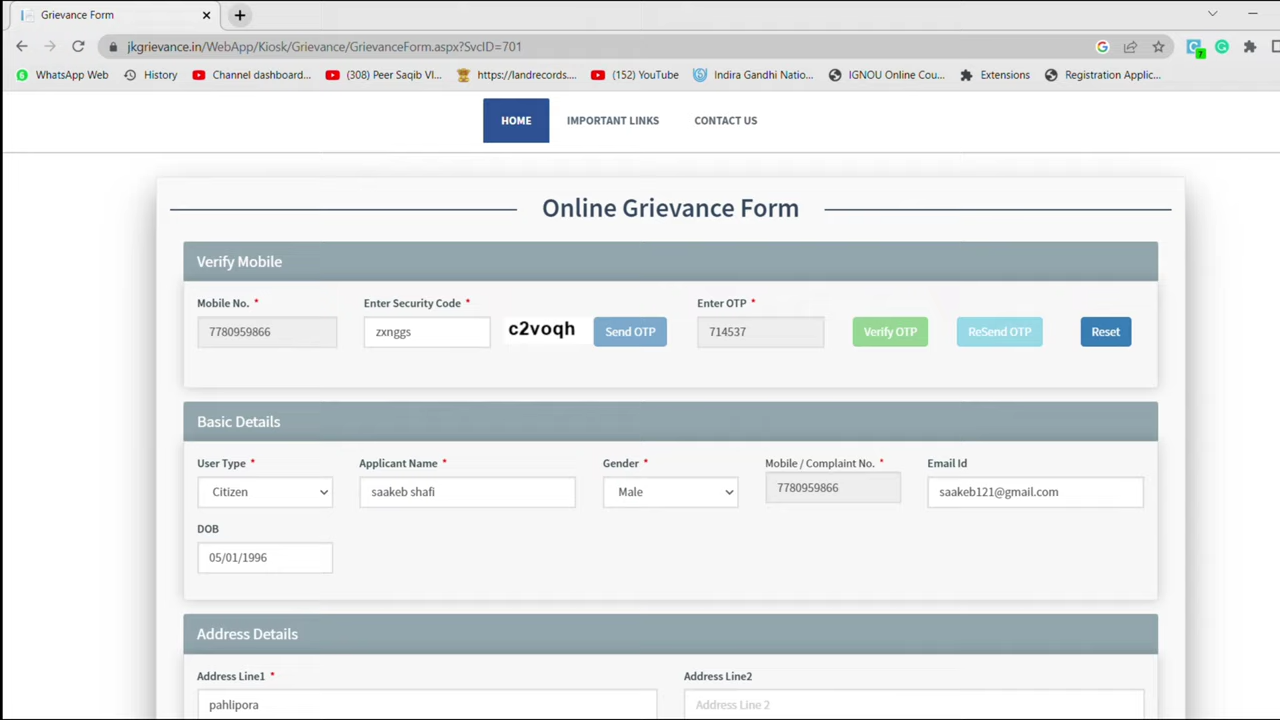 Grievance Form
jkgrievance.in/WebApp/Kiosk/Grievance/GrievanceForm.aspx?SvcID=701
WhatsApp Web History Channel dashboard... (308) Peer Saqib VI... https://landrecords.... (152) YouTube Indira Gandhi Natio... IGNOU Online Cou... Extensions Registration Applic...
HOME IMPORTANT LINKS CONTACT US
Online Grievance Form
Verify Mobile
Mobile No. * Enter Security Code * Enter OTP *
7780959866 zxnggs c2voqh Send OTP 714537 Verify OTP ReSend OTP Reset
Basic Details
User Type * Applicant Name * Gender * Mobile / Complaint No. * Email Id
Citizen saakeb shafi Male 7780959866 saakeb121@gmail.com
DOB
05/01/1996
Address Details
Address Line1 * Address Line2
pahlipora Address Line 2